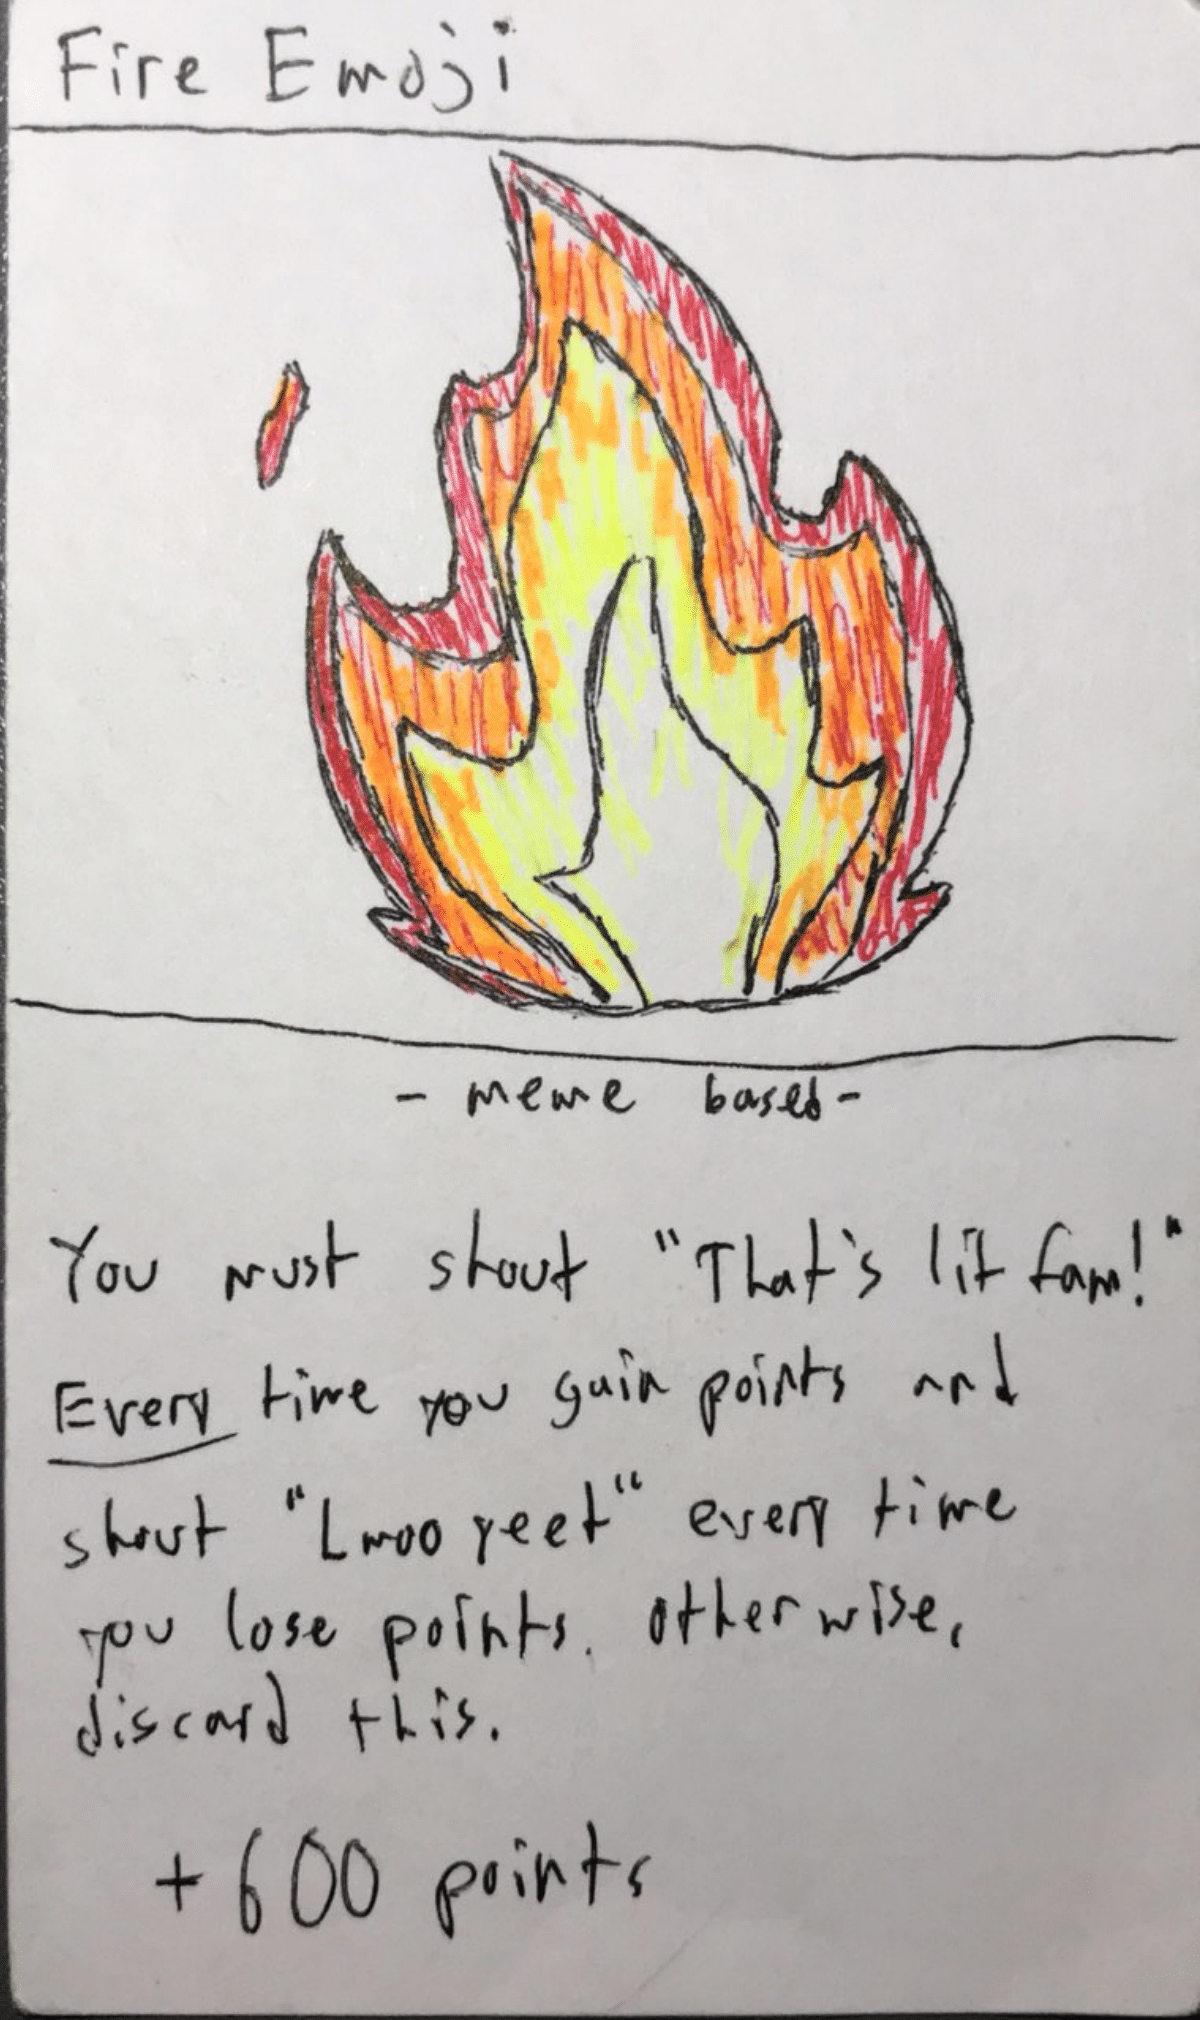 Fire Emoji
- meme based -
You must shout "That's lit fam!"
Every time you gain points and
shout "Lmoo yeet" every time
you lose points. otherwise,
discard this.
+600 points